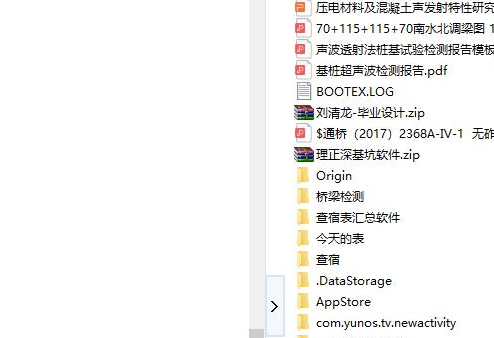 压电材料及混凝土声发射特性研究
70+115+115+70南水北调梁图 1
声波透射法桩基试验检测报告模板
基桩超声波检测报告.pdf
BOOTEX.LOG
刘清龙-毕业设计.zip
$通桥（2017）2368A-IV-1 无砟
理正深基坑软件.zip
Origin
桥梁检测
查宿表汇总软件
今天的表
查宿
.DataStorage
AppStore
com.yunos.tv.newactivity